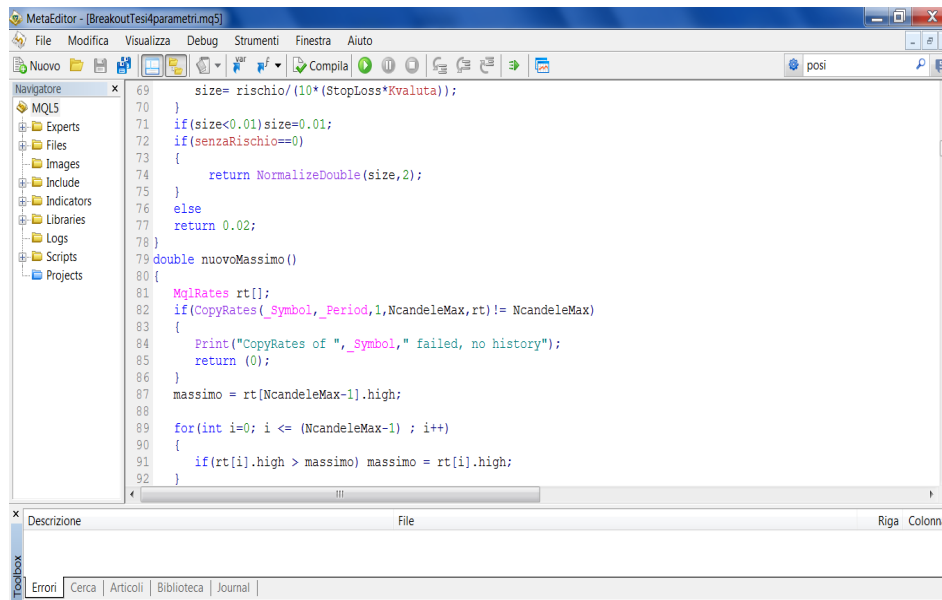 MetaEditor - [BreakoutTesi4parametri.mq5]
File Modifica Visualizza Debug Strumenti Finestra Aiuto
Nuovo Compila posi
Navigatore
MQL5
Experts
Files
Images
Include
Indicators
Libraries
Logs
Scripts
Projects
69 size= rischio/(10*(StopLoss*Kvaluta));
70 }
71 if(size<0.01)size=0.01;
72 if(senzaRischio==0)
73 {
74 return NormalizeDouble(size,2);
75 }
76 else
77 return 0.02;
78 }
79 double nuovoMassimo()
80 {
81 MqlRates rt[];
82 if(CopyRates(_Symbol,_Period,1,NcandeleMax,rt)!= NcandeleMax)
83 {
84 Print("CopyRates of ",_Symbol," failed, no history");
85 return (0);
86 }
87 massimo = rt[NcandeleMax-1].high;
88
89 for(int i=0; i <= (NcandeleMax-1) ; i++)
90 {
91 if(rt[i].high > massimo) massimo = rt[i].high;
92 }
Descrizione File Riga Colonn
Toolbox
Errori Cerca Articoli Biblioteca Journal